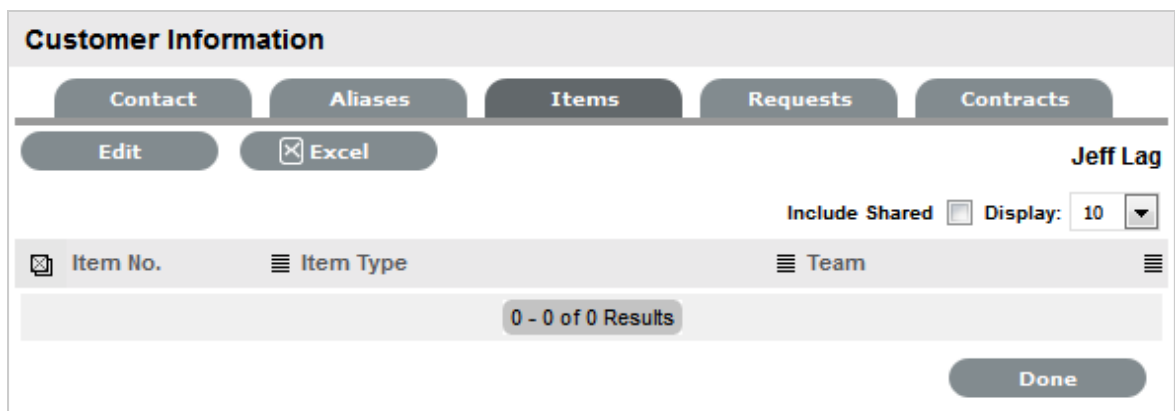 Customer Information
Contact Aliases Items Requests Contracts
Edit Excel
Jeff Lag
Include Shared Display: 10
Item No. Item Type Team
0 - 0 of 0 Results
Done